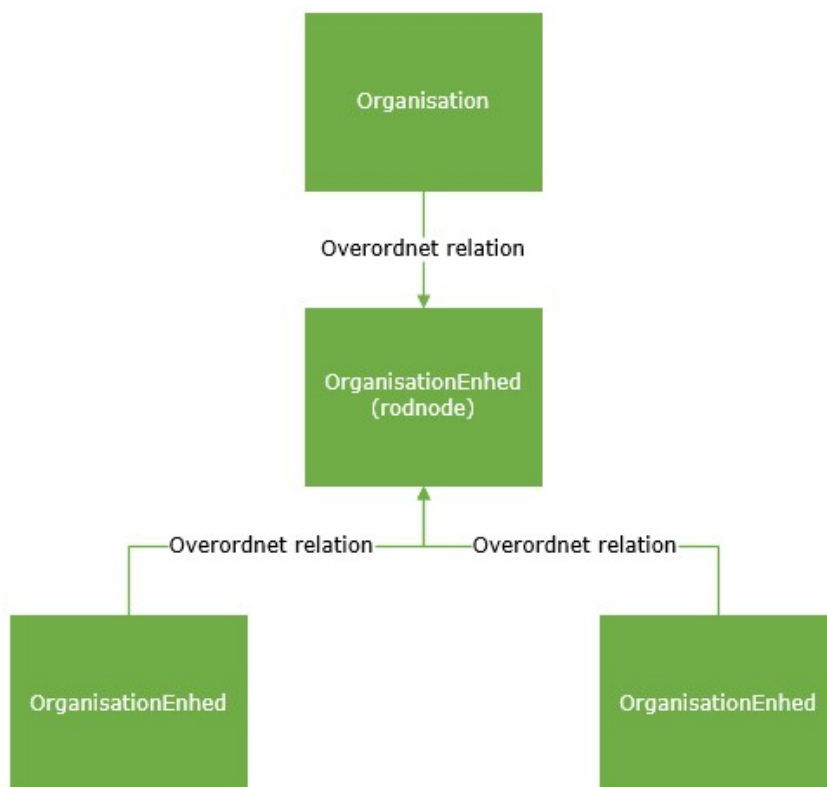 Organisation
Overordnet relation
OrganisationEnhed
(rodnode)
Overordnet relation
Overordnet relation
OrganisationEnhed
OrganisationEnhed